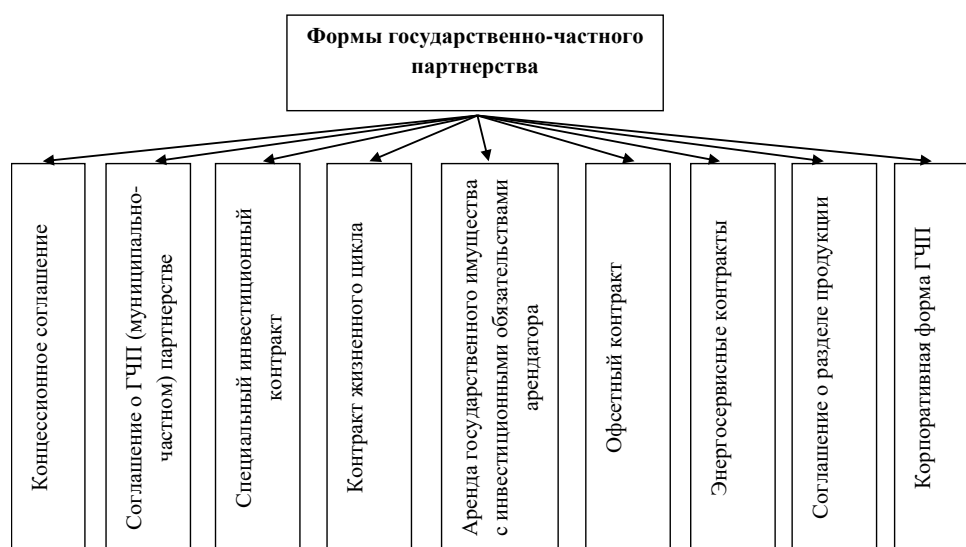 Формы государственно-частного
партнерства
Концессионное соглашение
Соглашение о ГЧП (муниципально-
частном) партнерстве
Специальный инвестиционный
контракт
Контракт жизненного цикла
Аренда государственного имущества
с инвестиционными обязательствами
арендатора
Офсетный контракт
Энергосервисные контракты
Соглашение о разделе продукции
Корпоративная форма ГЧП